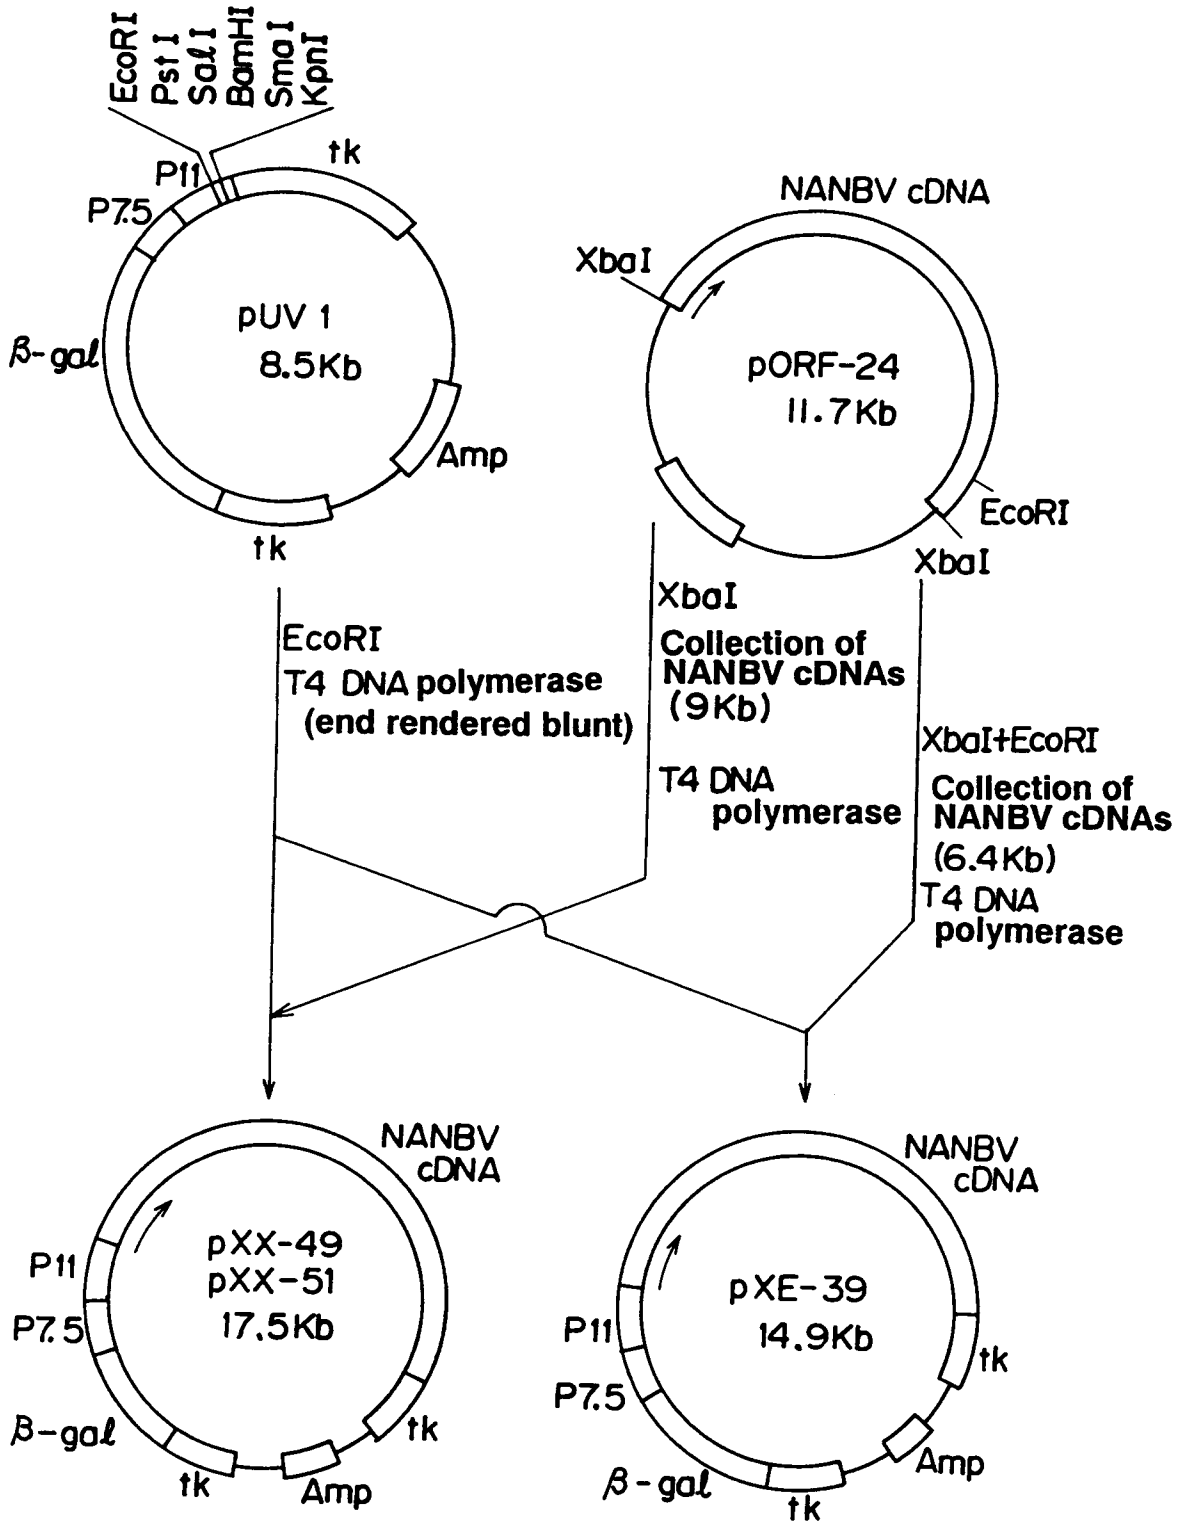 EcoRI
Pst I
Sal I
BamHI
Sma I
KpnI
tk
P11
P7.5
β-gal
pUV 1
8.5Kb
Amp
tk
NANBV cDNA
XbaI
pORF-24
11.7Kb
EcoRI
XbaI
EcoRI
T4 DNA polymerase
(end rendered blunt)
XbaI
Collection of
NANBV cDNAs
(9Kb)
T4 DNA
polymerase
XbaI+EcoRI
Collection of
NANBV cDNAs
(6.4Kb)
T4 DNA
polymerase
NANBV
cDNA
pXX-49
pXX-51
17.5Kb
P11
P7.5
β-gal
tk
Amp
tk
NANBV
cDNA
pXE-39
14.9Kb
P11
P7.5
β-gal
tk
Amp
tk